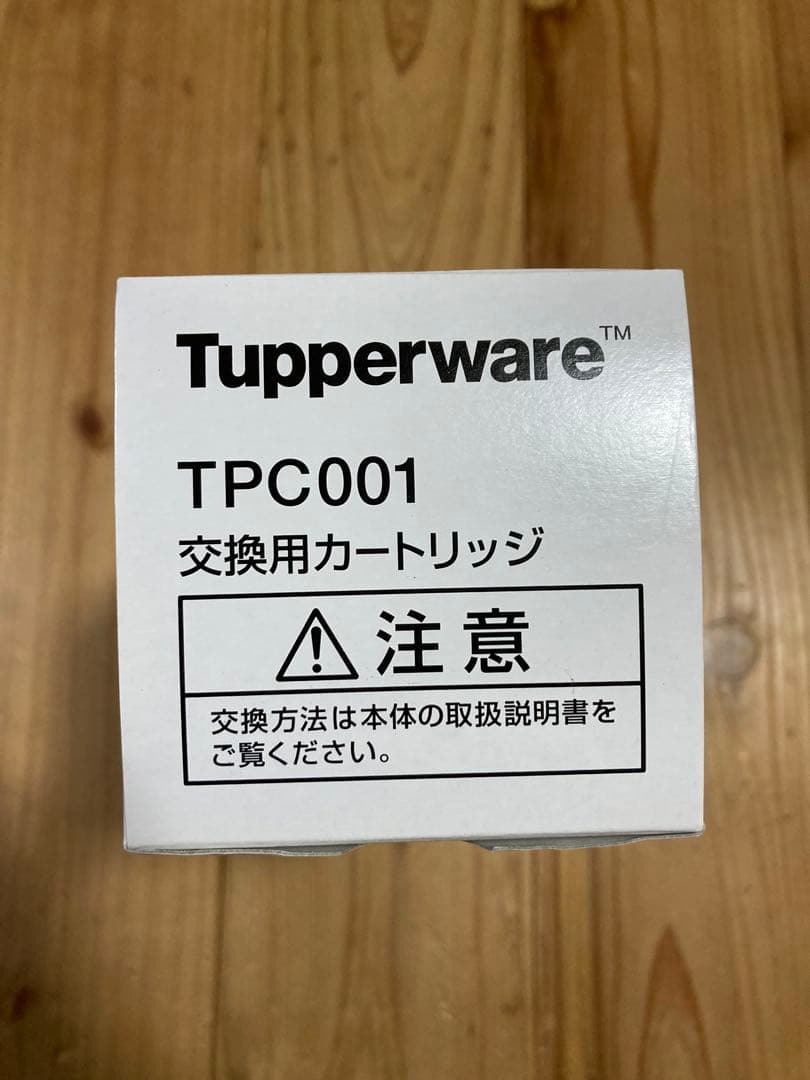 Tupperware™
TPC001
交換用カートリッジ
⚠注意
交換方法は本体の取扱説明書を
ご覧ください。